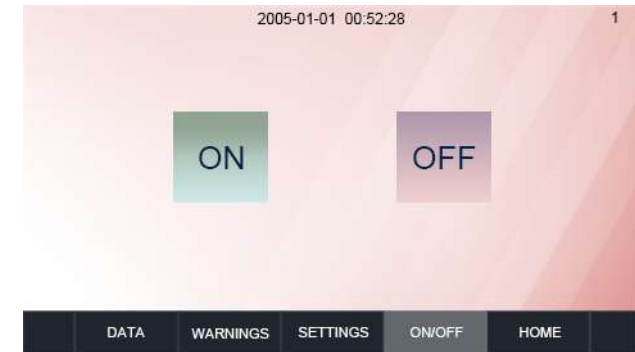 2005-01-01 00:52:28 1
ON OFF
DATA WARNINGS SETTINGS ON/OFF HOME